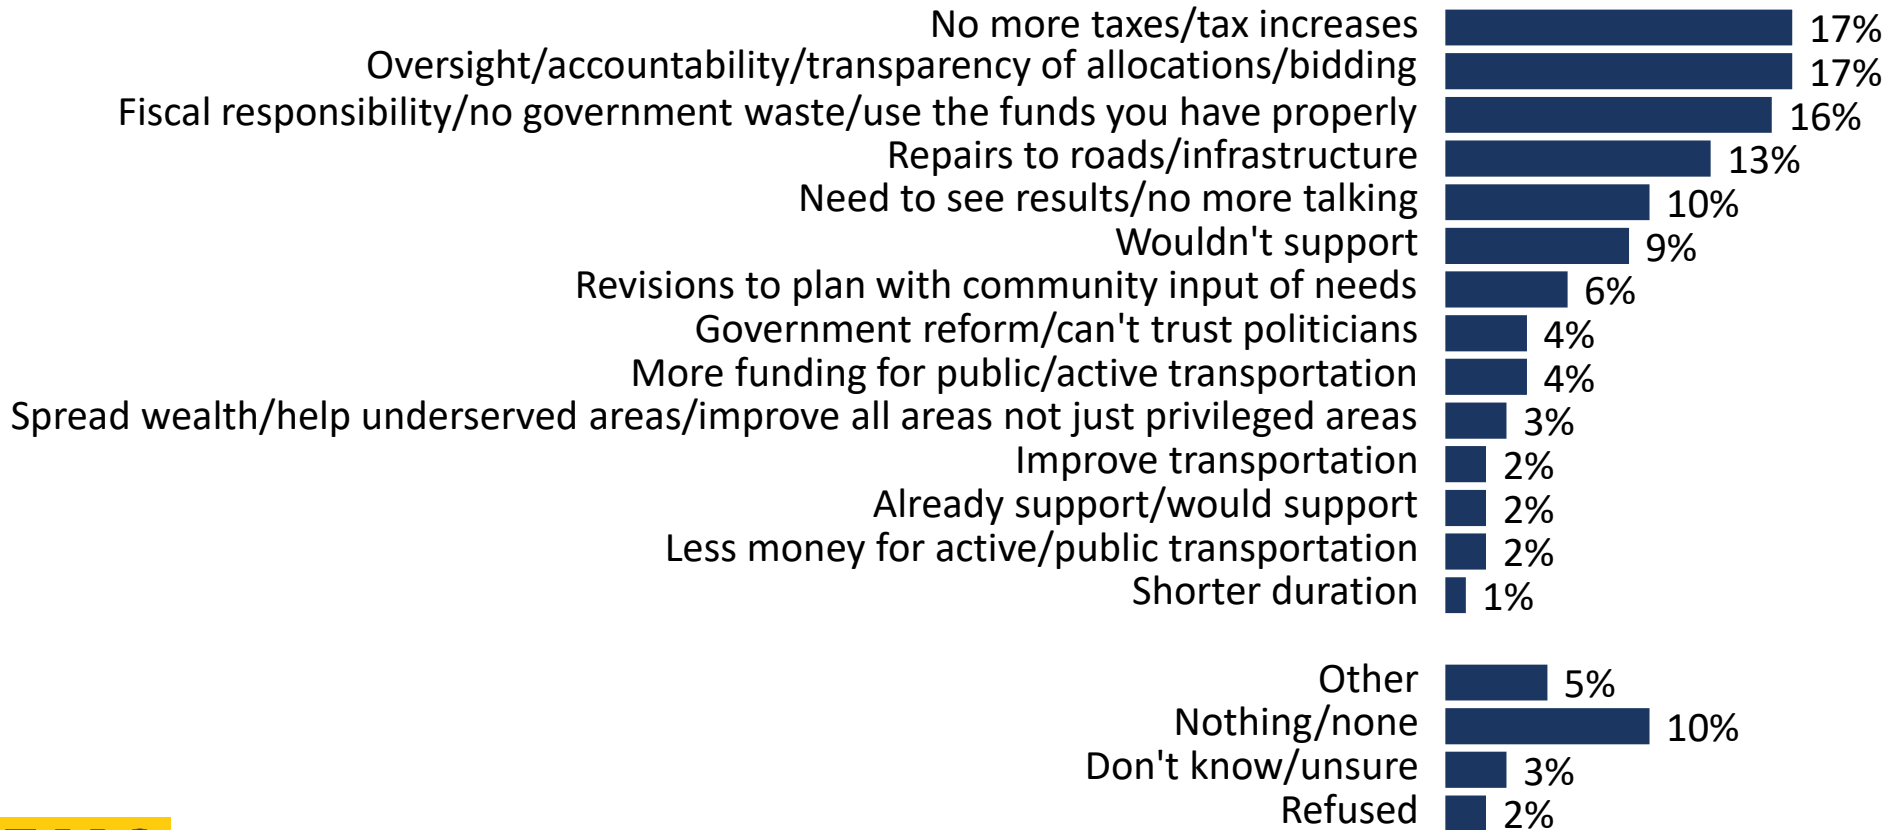 No more taxes/tax increases 17%
Oversight/accountability/transparency of allocations/bidding 17%
Fiscal responsibility/no government waste/use the funds you have properly 16%
Repairs to roads/infrastructure 13%
Need to see results/no more talking 10%
Wouldn't support 9%
Revisions to plan with community input of needs 6%
Government reform/can't trust politicians 4%
More funding for public/active transportation 4%
Spread wealth/help underserved areas/improve all areas not just privileged areas 3%
Improve transportation 2%
Already support/would support 2%
Less money for active/public transportation 2%
Shorter duration 1%
Other 5%
Nothing/none 10%
Don't know/unsure 3%
Refused 2%